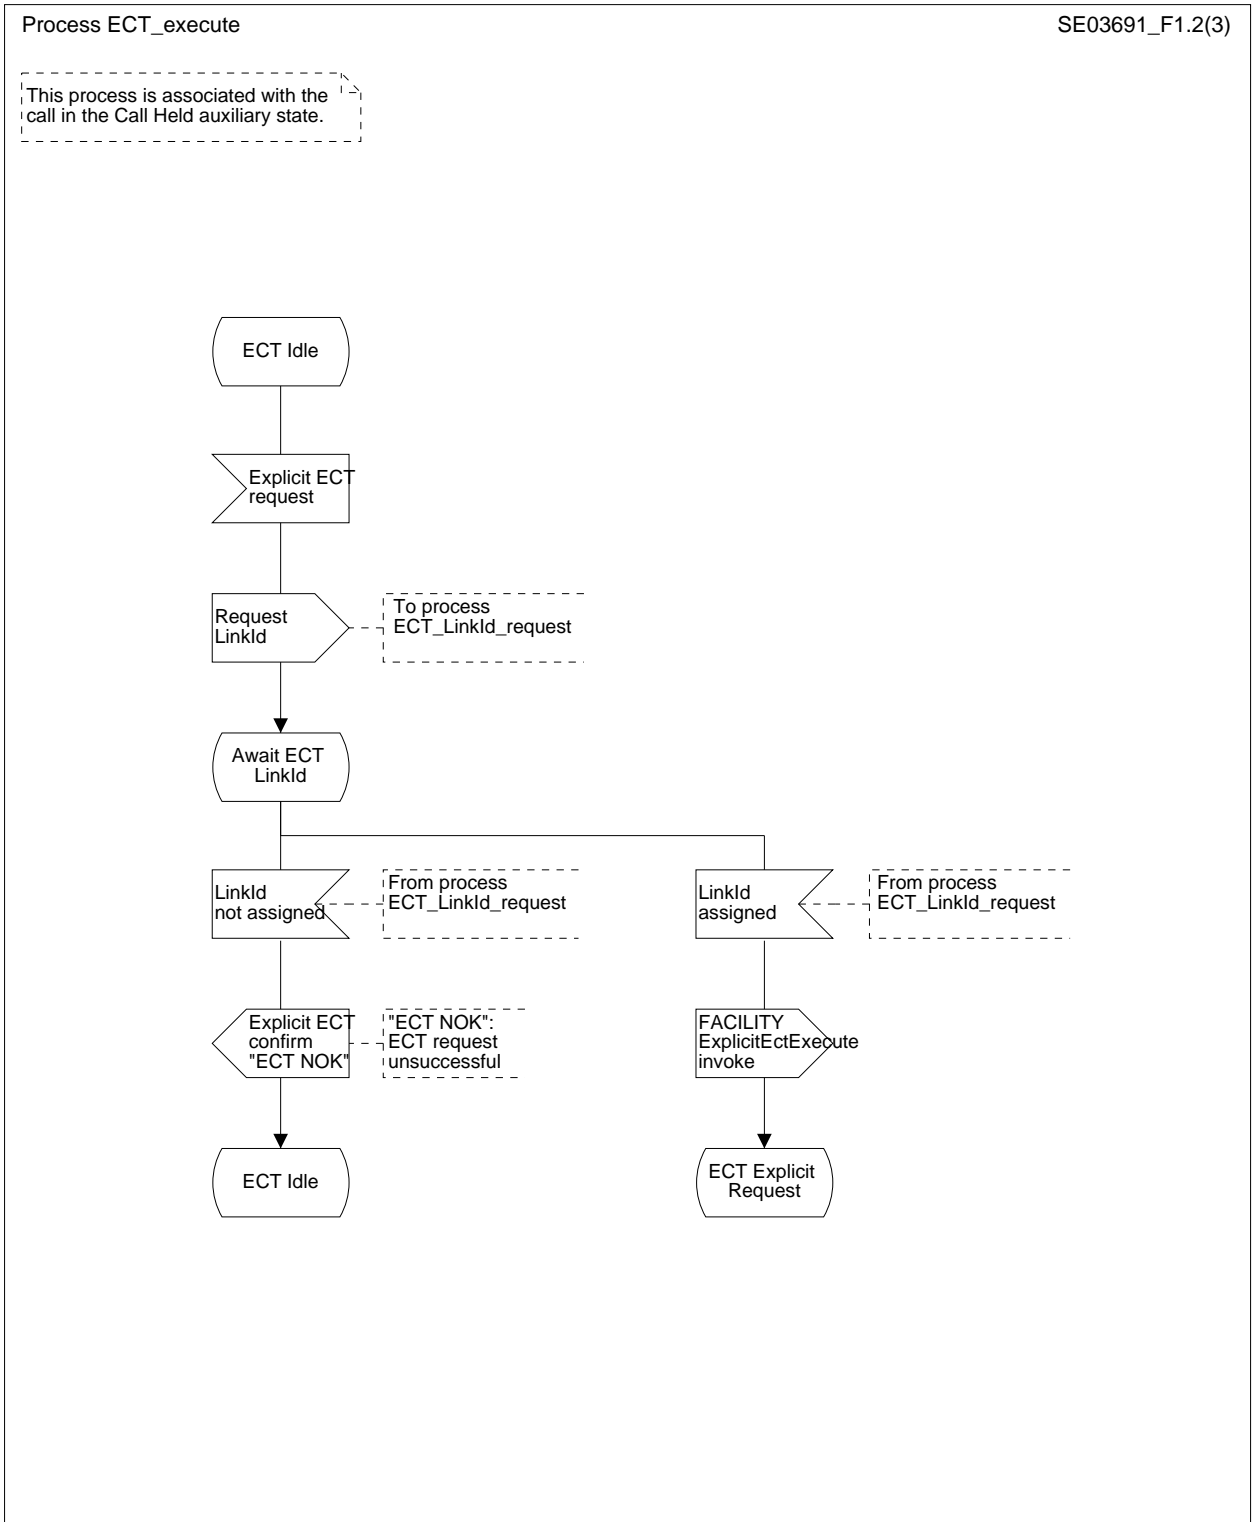 Process ECT_execute
SE03691_F1.2(3)
This process is associated with the
call in the Call Held auxiliary state.
ECT Idle
Explicit ECT
request
Request
LinkId
To process
ECT_LinkId_request
Await ECT
LinkId
LinkId
not assigned
From process
ECT_LinkId_request
LinkId
assigned
From process
ECT_LinkId_request
Explicit ECT
confirm
"ECT NOK"
"ECT NOK":
ECT request
unsuccessful
FACILITY
ExplicitEctExecute
invoke
ECT Idle
ECT Explicit
Request